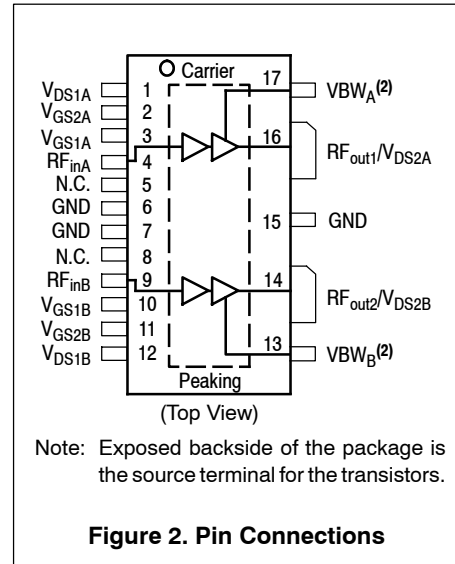 Carrier
V_DS1A 1
V_GS2A 2
V_GS1A 3
RF_inA 4
N.C. 5
GND 6
GND 7
N.C. 8
RF_inB 9
V_GS1B 10
V_GS2B 11
V_DS1B 12
17 VBW_A(2)
16 RF_out1/V_DS2A
15 GND
14 RF_out2/V_DS2B
13 VBW_B(2)
Peaking
(Top View)
Note: Exposed backside of the package is
the source terminal for the transistors.
Figure 2. Pin Connections